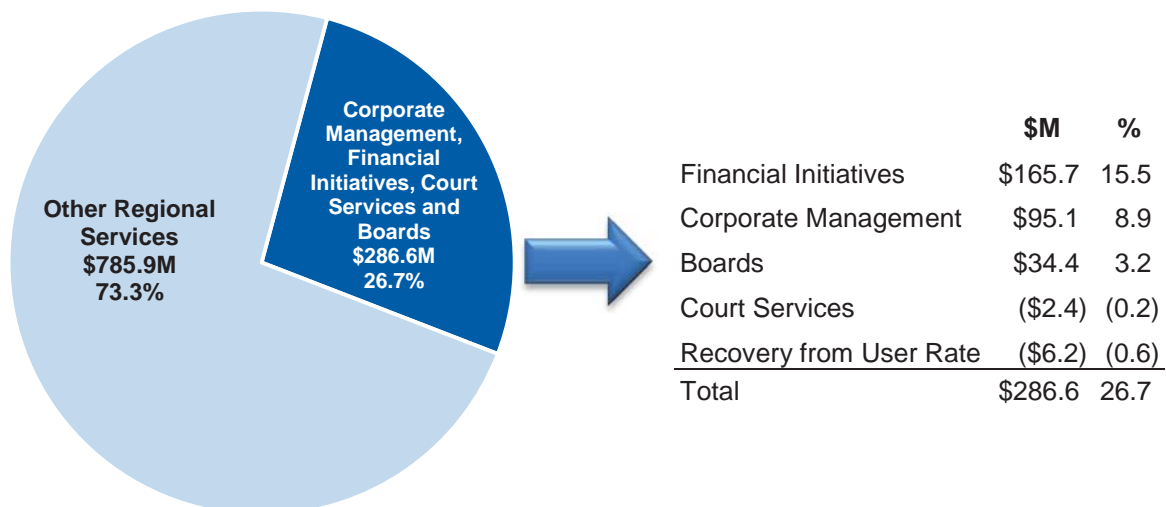 Other Regional
Services
$785.9M
73.3%
Corporate
Management,
Financial
Initiatives, Court
Services and
Boards
$286.6M
26.7%
$M %
Financial Initiatives $165.7 15.5
Corporate Management $95.1 8.9
Boards $34.4 3.2
Court Services ($2.4) (0.2)
Recovery from User Rate ($6.2) (0.6)
Total $286.6 26.7